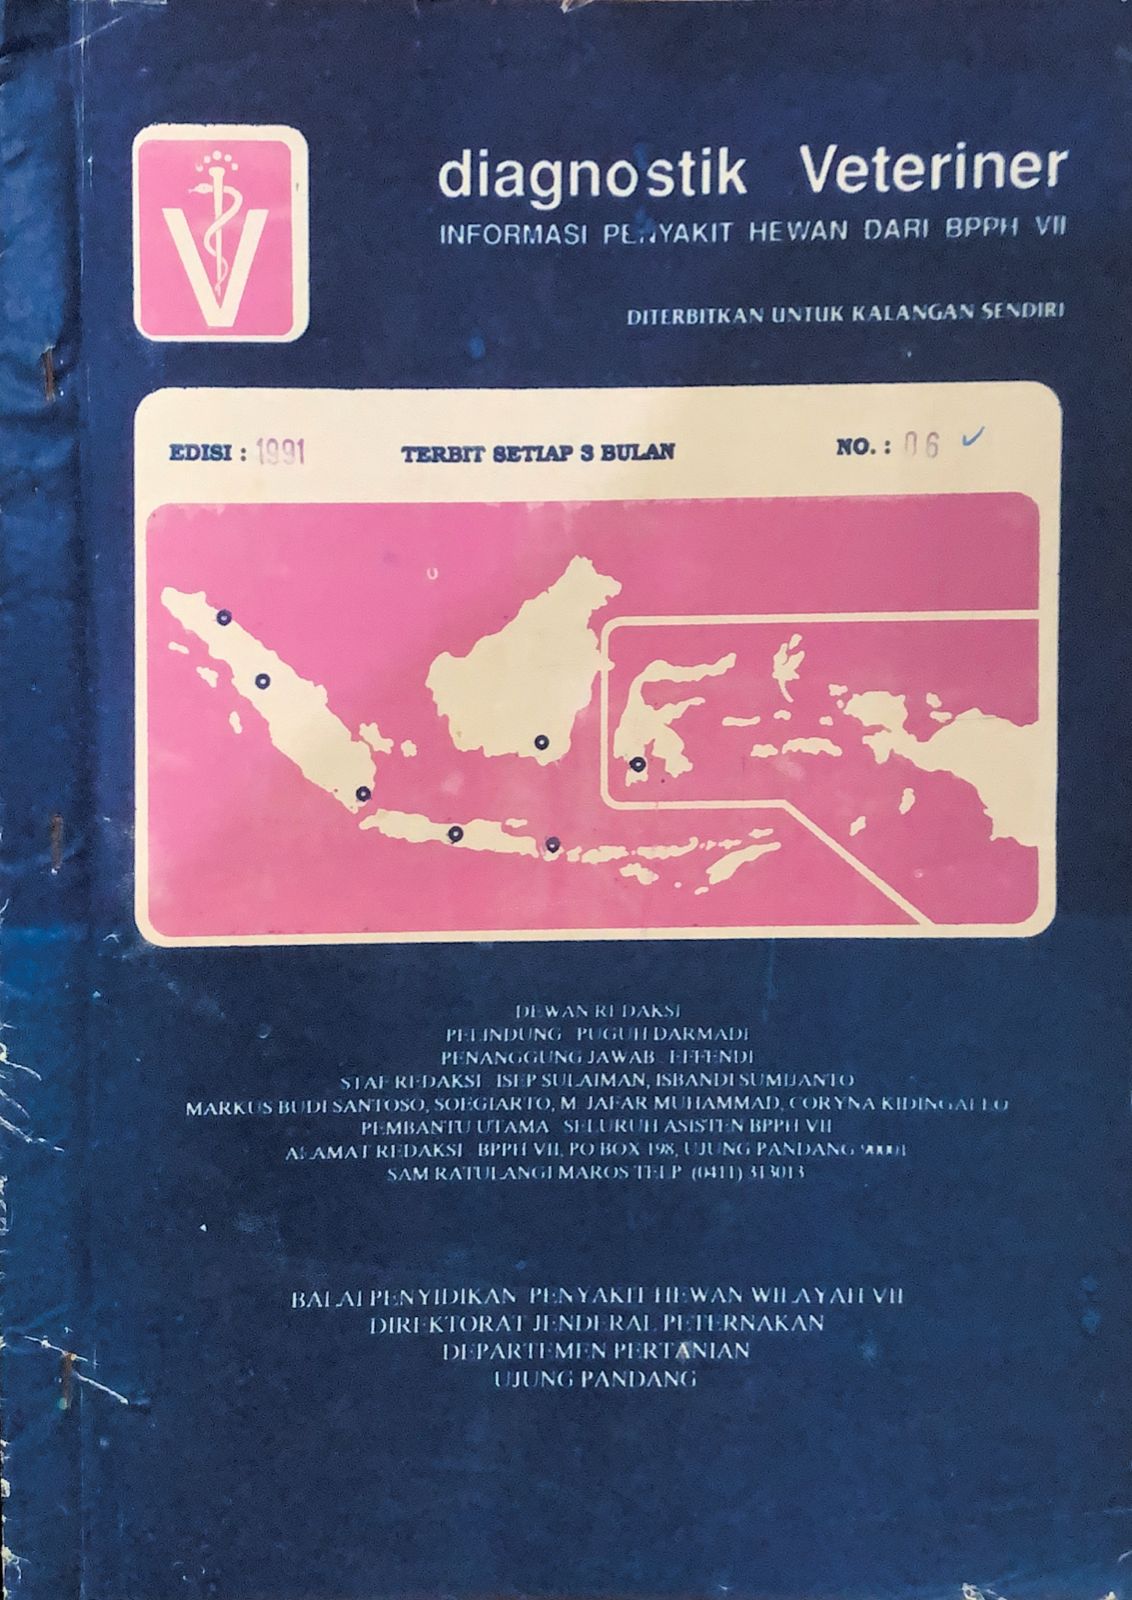 V
diagnostik Veteriner
INFORMASI PENYAKIT HEWAN DARI BPPH VII
DITERBITKAN UNTUK KALANGAN SENDIRI
EDISI : 1991 TERBIT SETIAP 3 BULAN NO. : 06
DEWAN REDAKSI
PELINDUNG PUGUH DARMADI
PENANGGUNG JAWAB EFFENDI
STAF REDAKSI ISEP SULAIMAN, ISBANDI SUMIJANTO
MARKUS BUDI SANTOSO, SOEGIARTO, M. JAFAR MUHAMMAD, CORYNA KIDINGALLO
PEMBANTU UTAMA SELURUH ASISTEN BPPH VII
ALAMAT REDAKSI BPPH VII, PO BOX 198, UJUNG PANDANG 90001
SAM RATULANGI MAROS TELP (0411) 313013
BALAI PENYIDIKAN PENYAKIT HEWAN WILAYAH VII
DIREKTORAT JENDERAL PETERNAKAN
DEPARTEMEN PERTANIAN
UJUNG PANDANG